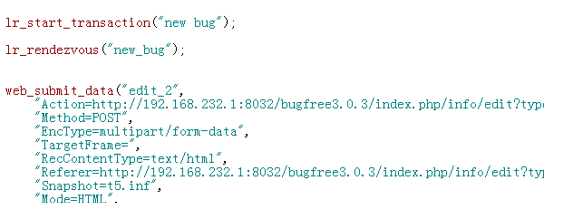 lr_start_transaction("new bug");
lr_rendezvous("new_bug");
web_submit_data("edit_2",
"Action=http://192.168.232.1:8032/bugfree3.0.3/index.php/info/edit?type
"Method=POST",
"EncType=multipart/form-data",
"TargetFrame=",
"RecContentType=text/html",
"Referer=http://192.168.232.1:8032/bugfree3.0.3/index.php/info/edit?typ
"Snapshot=t5.inf",
"Mode=HTML",